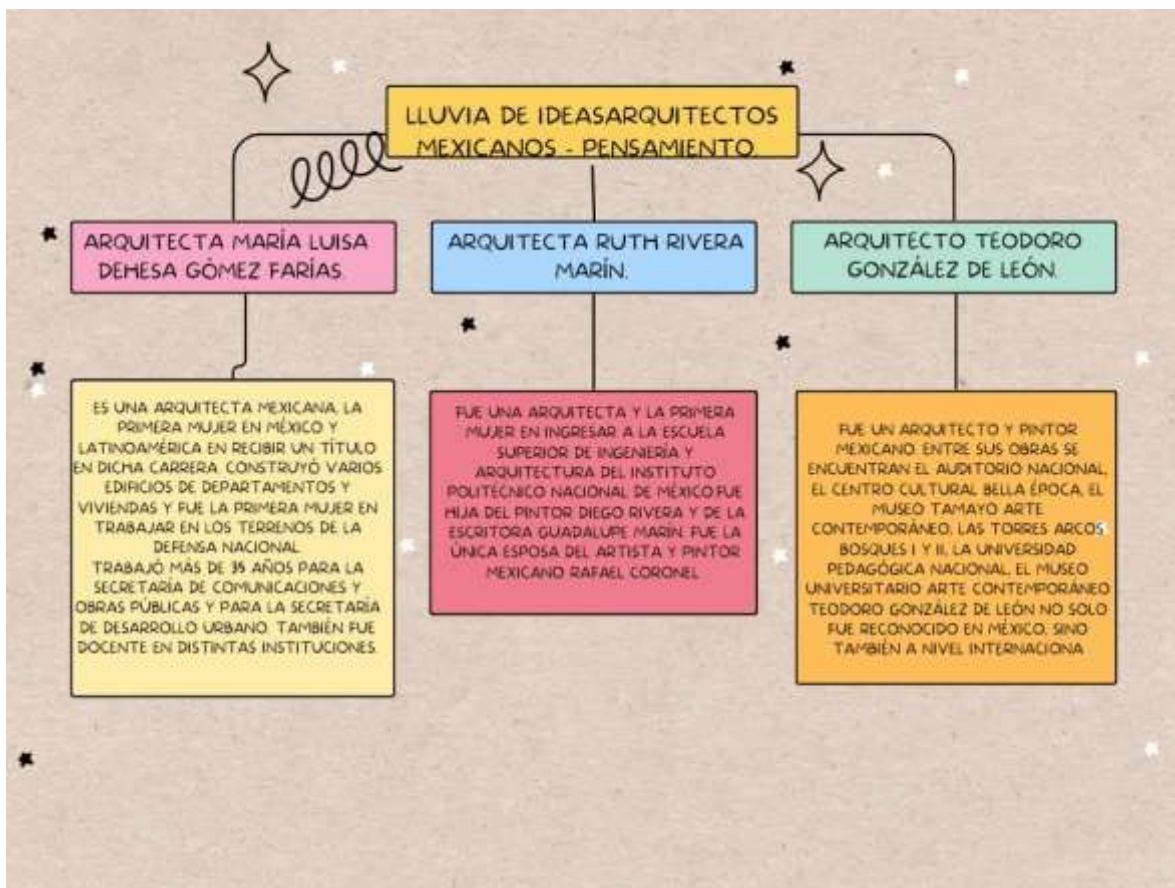 LLUVIA DE IDEASARQUITECTOS
MEXICANOS - PENSAMIENTO.
ARQUITECTA MARÍA LUISA
DEHESA GÓMEZ FARÍAS.
ARQUITECTA RUTH RIVERA
MARÍN.
ARQUITECTO TEODORO
GONZÁLEZ DE LEÓN.
ES UNA ARQUITECTA MEXICANA, LA
PRIMERA MUJER EN MÉXICO Y
LATINOAMÉRICA EN RECIBIR UN TÍTULO
EN DICHA CARRERA. CONSTRUYÓ VARIOS
EDIFICIOS DE DEPARTAMENTOS Y
VIVIENDAS Y FUE LA PRIMERA MUJER EN
TRABAJAR EN LOS TERRENOS DE LA
DEFENSA NACIONAL.
TRABAJÓ MÁS DE 35 AÑOS PARA LA
SECRETARÍA DE COMUNICACIONES Y
OBRAS PÚBLICAS Y PARA LA SECRETARÍA
DE DESARROLLO URBANO. TAMBIÉN FUE
DOCENTE EN DISTINTAS INSTITUCIONES.
FUE UNA ARQUITECTA Y LA PRIMERA
MUJER EN INGRESAR A LA ESCUELA
SUPERIOR DE INGENIERÍA Y
ARQUITECTURA DEL INSTITUTO
POLITÉCNICO NACIONAL DE MÉXICO.FUE
HIJA DEL PINTOR DIEGO RIVERA Y DE LA
ESCRITORA GUADALUPE MARÍN. FUE LA
ÚNICA ESPOSA DEL ARTISTA Y PINTOR
MEXICANO RAFAEL CORONEL
FUE UN ARQUITECTO Y PINTOR
MEXICANO. ENTRE SUS OBRAS SE
ENCUENTRAN EL AUDITORIO NACIONAL,
EL CENTRO CULTURAL BELLA ÉPOCA, EL
MUSEO TAMAYO ARTE
CONTEMPORÁNEO, LAS TORRES ARCOS
BOSQUES I Y II, LA UNIVERSIDAD
PEDAGÓGICA NACIONAL, EL MUSEO
UNIVERSITARIO ARTE CONTEMPORÁNEO
TEODORO GONZÁLEZ DE LEÓN NO SOLO
FUE RECONOCIDO EN MÉXICO, SINO
TAMBIÉN A NIVEL INTERNACIONA